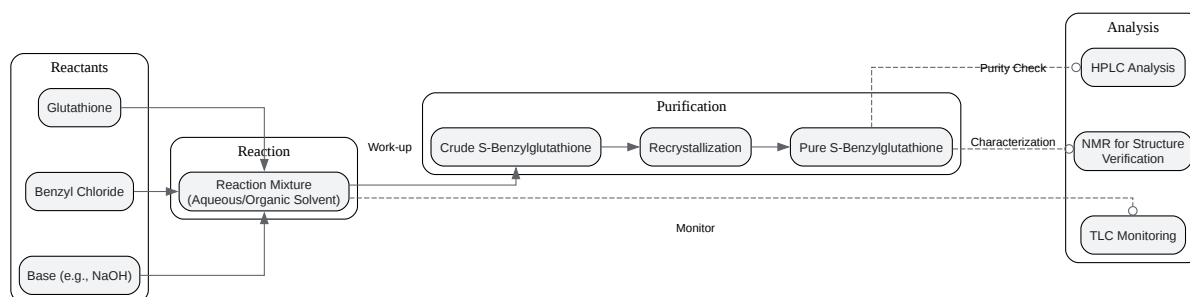 Reactants
Glutathione
Benzyl Chloride
Base (e.g., NaOH)
Reaction
Reaction Mixture
(Aqueous/Organic Solvent)
Work-up
Purification
Crude S-Benzylglutathione
Recrystallization
Pure S-Benzylglutathione
Purity Check
Characterization
Monitor
Analysis
HPLC Analysis
NMR for Structure
Verification
TLC Monitoring